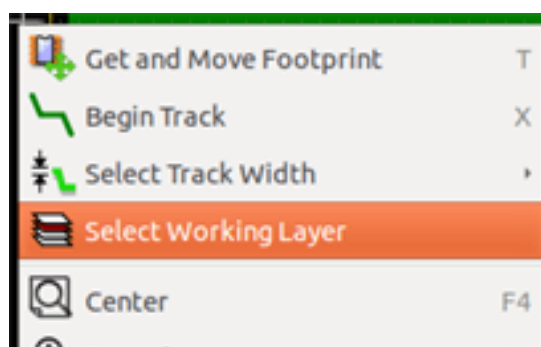 Get and Move Footprint T
Begin Track X
Select Track Width
Select Working Layer
Center F4